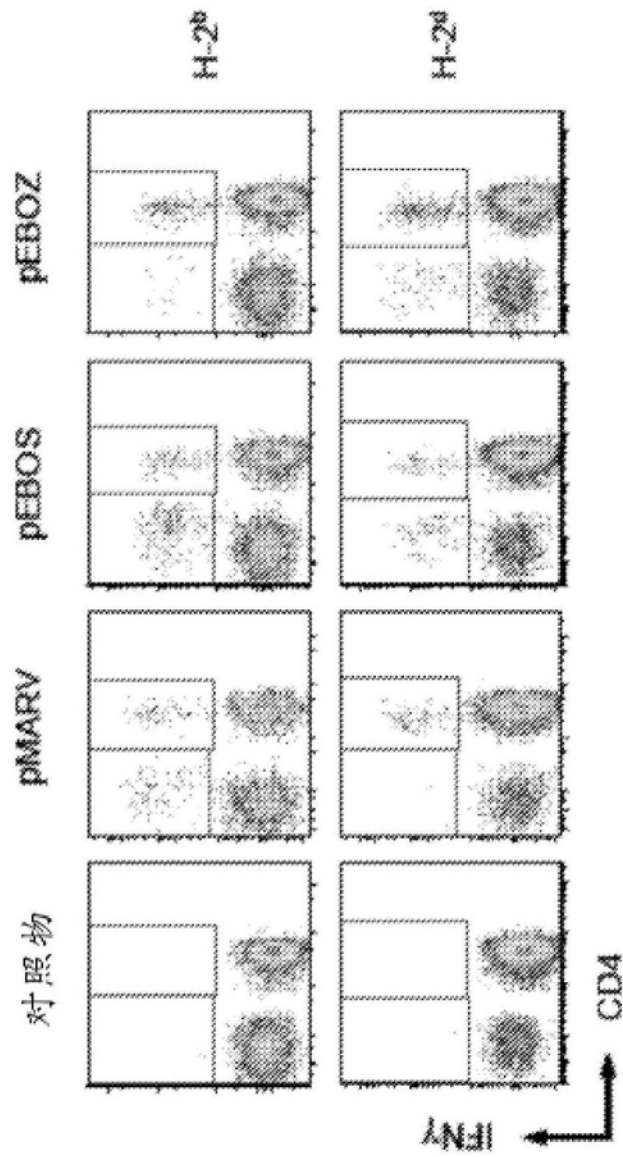 对照物
pMARV
pEBOS
pEBOZ
H-2ᵇ
H-2ᵈ
IFNγ
CD4